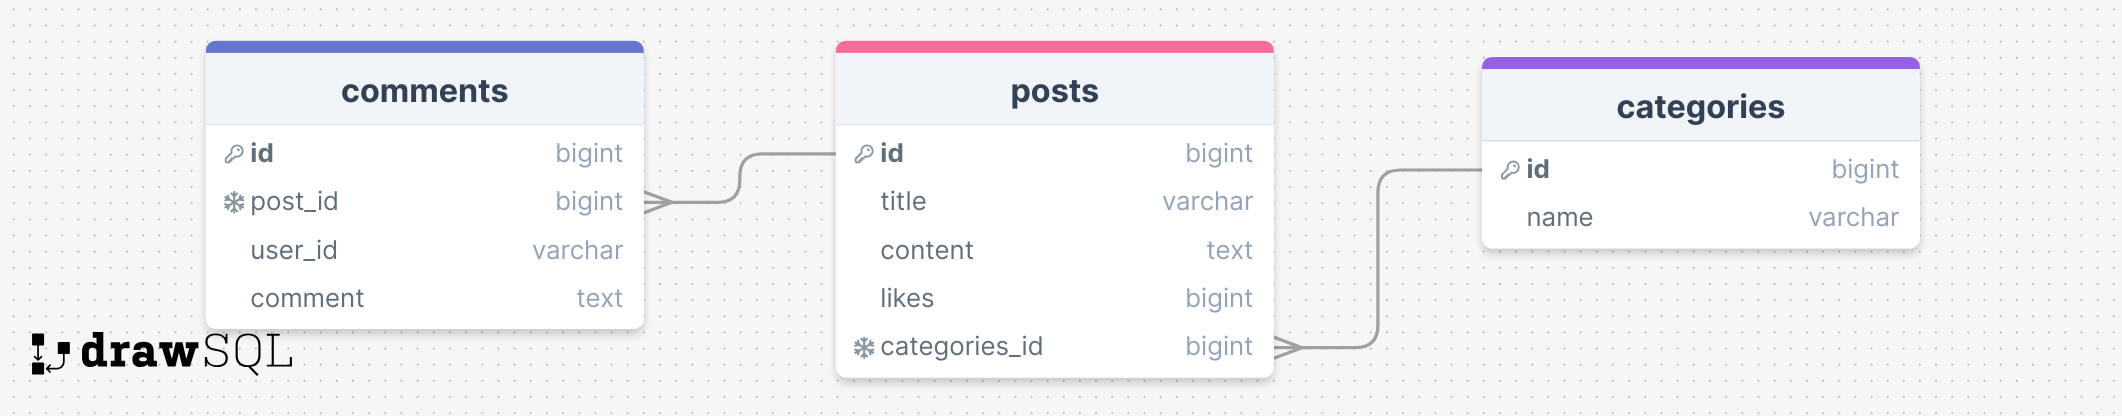 comments
id bigint
post_id bigint
user_id varchar
comment text
posts
id bigint
title varchar
content text
likes bigint
categories_id bigint
categories
id bigint
name varchar
drawSQL